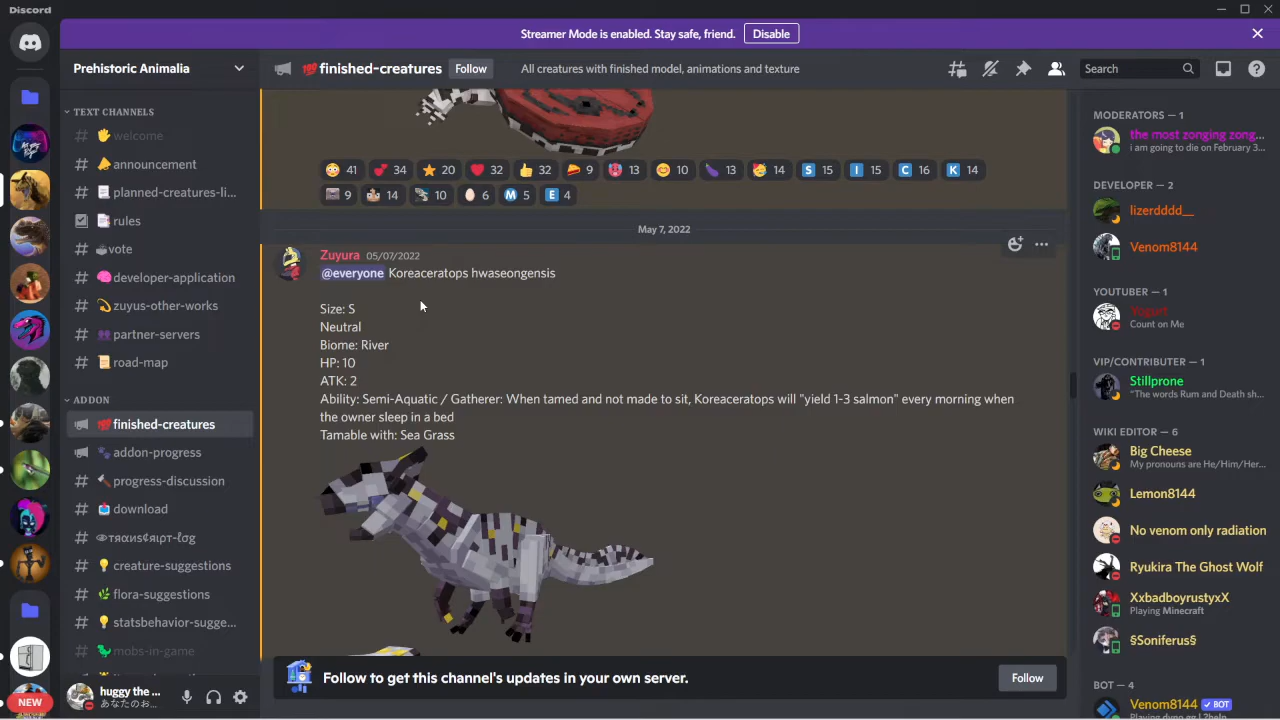 Discord
Streamer Mode is enabled. Stay safe, friend. Disable
Prehistoric Animalia
💯finished-creatures Follow All creatures with finished model, animations and texture
Search
TEXT CHANNELS
👋welcome
📣announcement
📑planned-creatures-li...
📑rules
vote
🧠developer-application
💫zuyus-other-works
👥partner-servers
📜road-map
ADDON
💯finished-creatures
🐾addon-progress
🔨progress-discussion
📥download
💡creature-suggestions
🌿flora-suggestions
💡statsbehavior-sugge...
🦖mobs-in-game
huggy the ...
あなたのお...
NEW
41 34 20 32 32 9 13 10 13 14 S 15 I 15 C 16 K 14
9 14 10 6 M 5 E 4
May 7, 2022
Zuyura 05/07/2022
@everyone Koreaceratops hwaseongensis
Size: S
Neutral
Biome: River
HP: 10
ATK: 2
Ability: Semi-Aquatic / Gatherer: When tamed and not made to sit, Koreaceratops will "yield 1-3 salmon" every morning when
the owner sleep in a bed
Tamable with: Sea Grass
Follow to get this channel's updates in your own server. Follow
MODERATORS — 1
the most zonging zong...
i am going to die on February 3...
DEVELOPER — 2
lizerdddd__
Venom8144
YOUTUBER — 1
Yogurt
Count on Me
VIP/CONTRIBUTER — 1
Stillprone
"The words Rum and Death sh...
WIKI EDITOR — 6
Big Cheese
My pronouns are He/Him/Her...
Lemon8144
No venom only radiation
Ryukira The Ghost Wolf
XxbadboyrustyxX
Playing Minecraft
§Soniferus§
BOT — 4
Venom8144 ✓ BOT
Playing dyno.gg | ?help